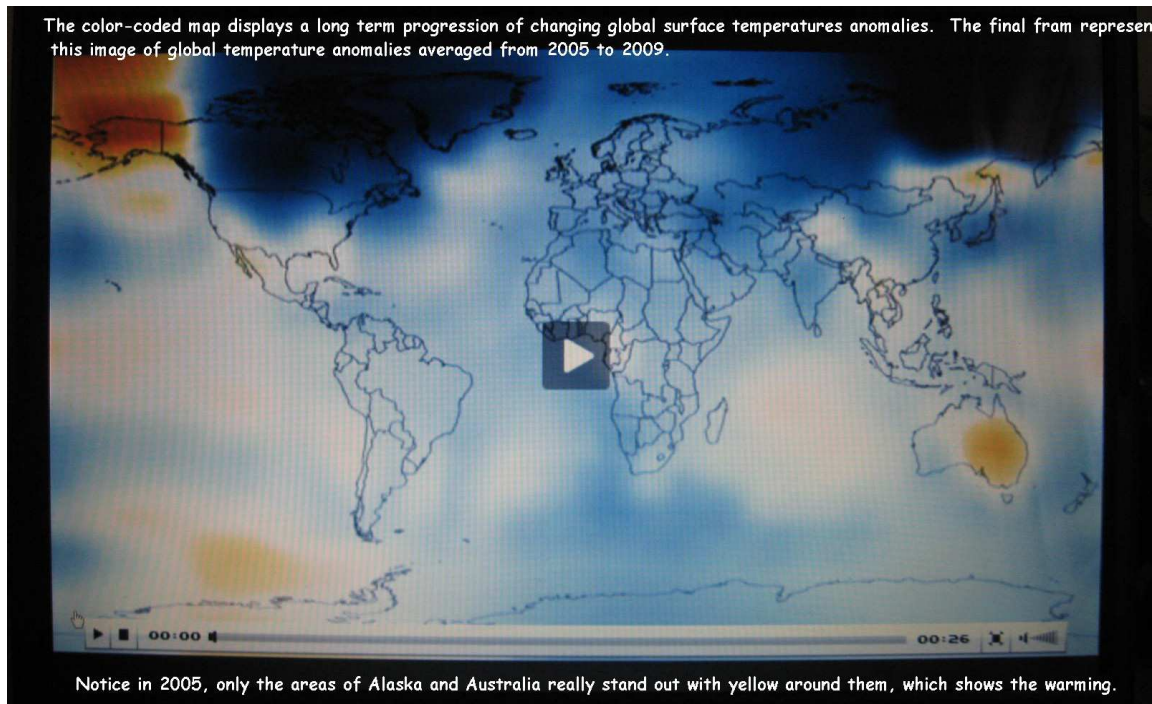 The color-coded map displays a long term progression of changing global surface temperatures anomalies. The final fram represen
this image of global temperature anomalies averaged from 2005 to 2009.
00:00
00:26
Notice in 2005, only the areas of Alaska and Australia really stand out with yellow around them, which shows the warming.